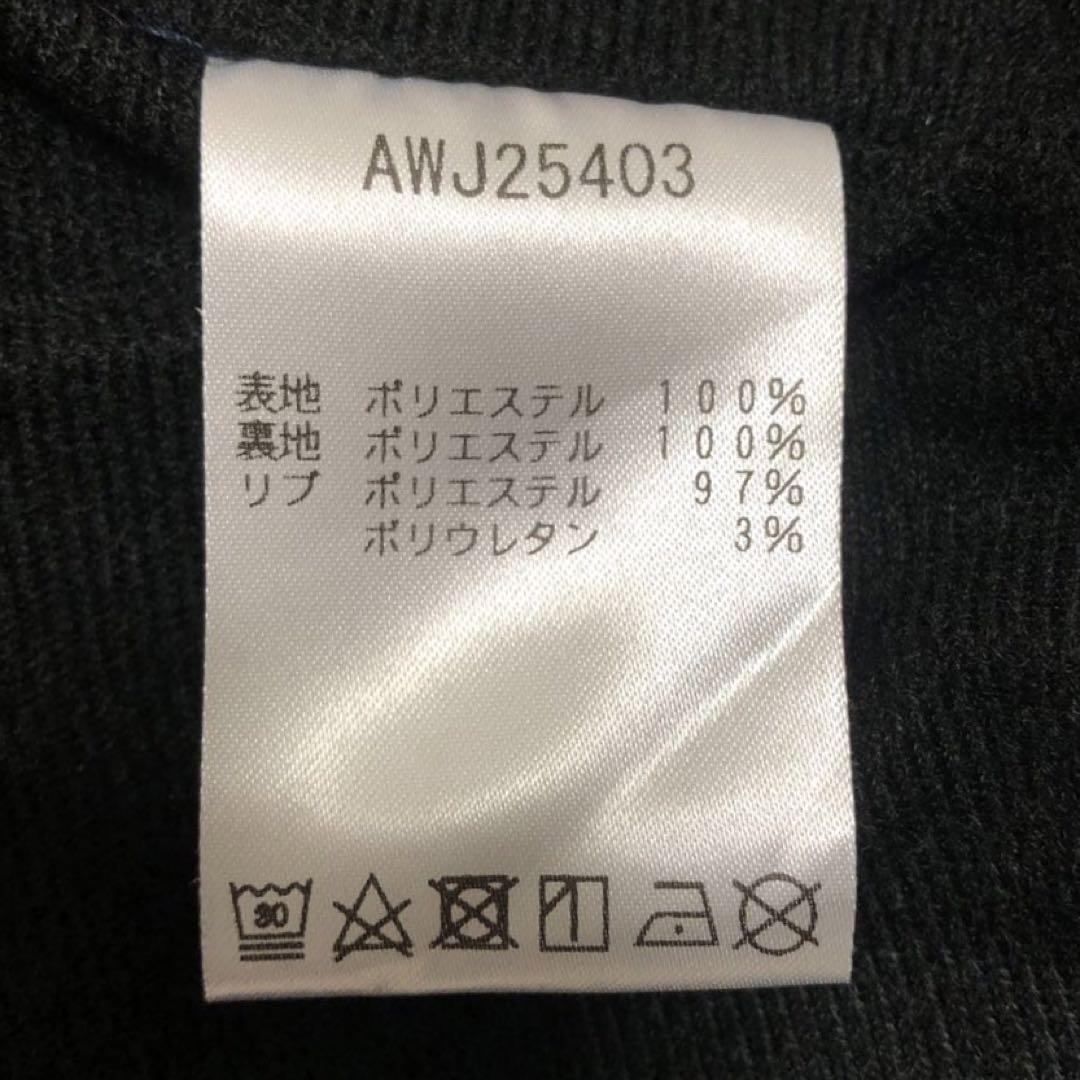 AWJ25403
表地 ポリエステル 100%
裏地 ポリエステル 100%
リブ ポリエステル 97%
ポリウレタン 3%
30